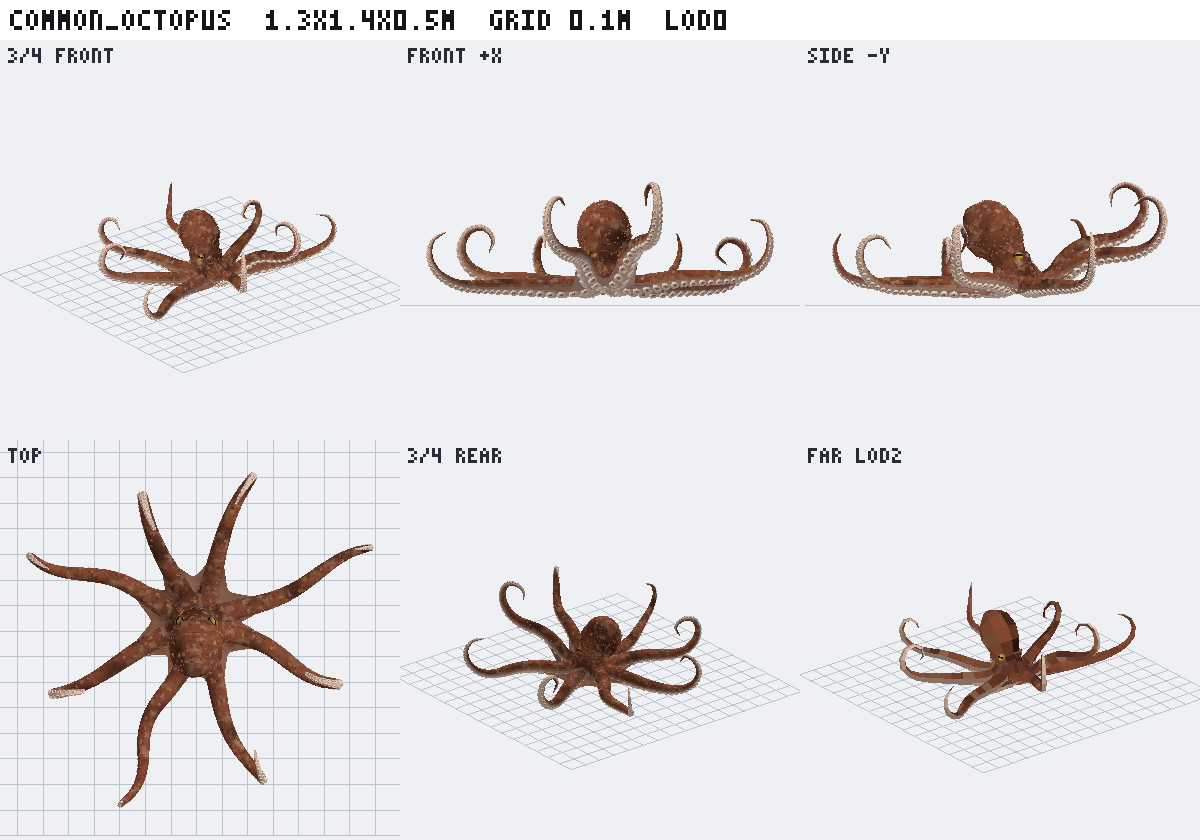 COMMON_OCTOPUS  1.3X1.4X0.5M  GRID 0.1M  LOD0
3/4 FRONT
FRONT +X
SIDE -Y
TOP
3/4 REAR
FAR LOD2